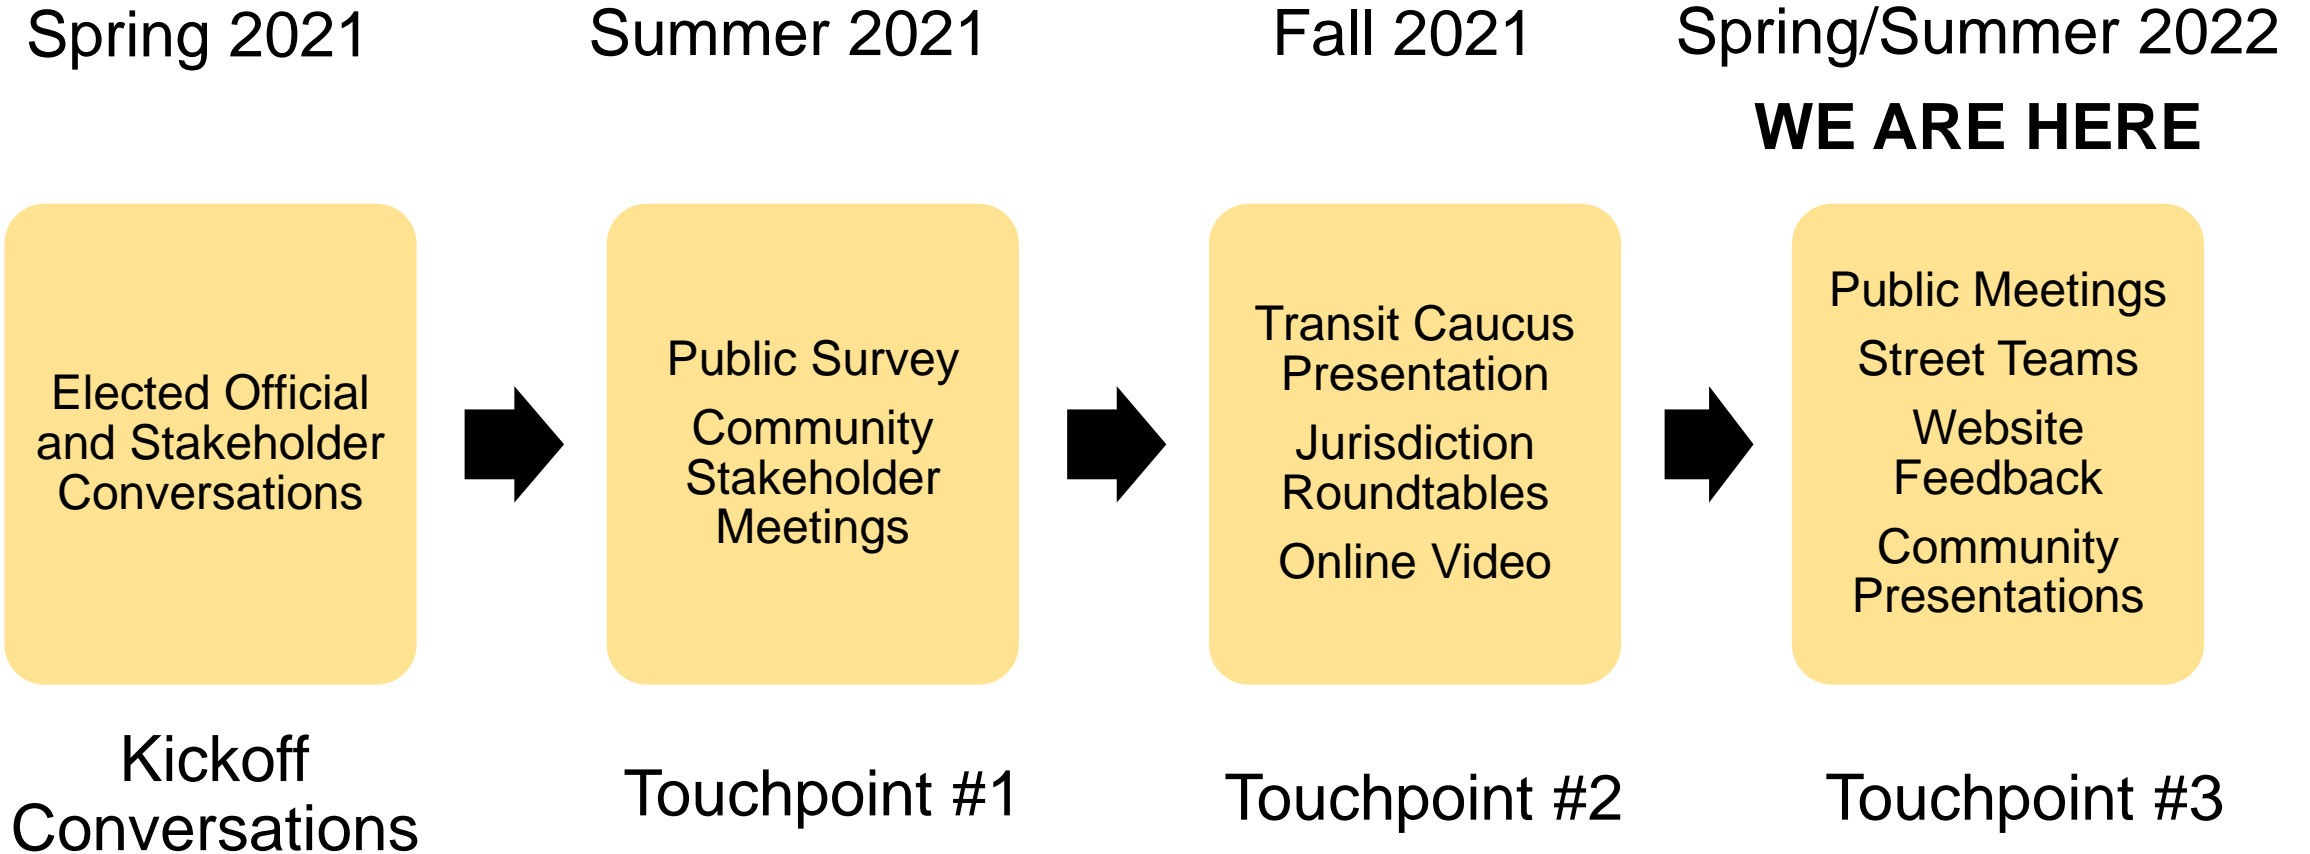 Spring 2021
Summer 2021
Fall 2021
Spring/Summer 2022
WE ARE HERE
Elected Official
and Stakeholder
Conversations
Public Survey
Community
Stakeholder
Meetings
Transit Caucus
Presentation
Jurisdiction
Roundtables
Online Video
Public Meetings
Street Teams
Website
Feedback
Community
Presentations
Kickoff
Conversations
Touchpoint #1
Touchpoint #2
Touchpoint #3